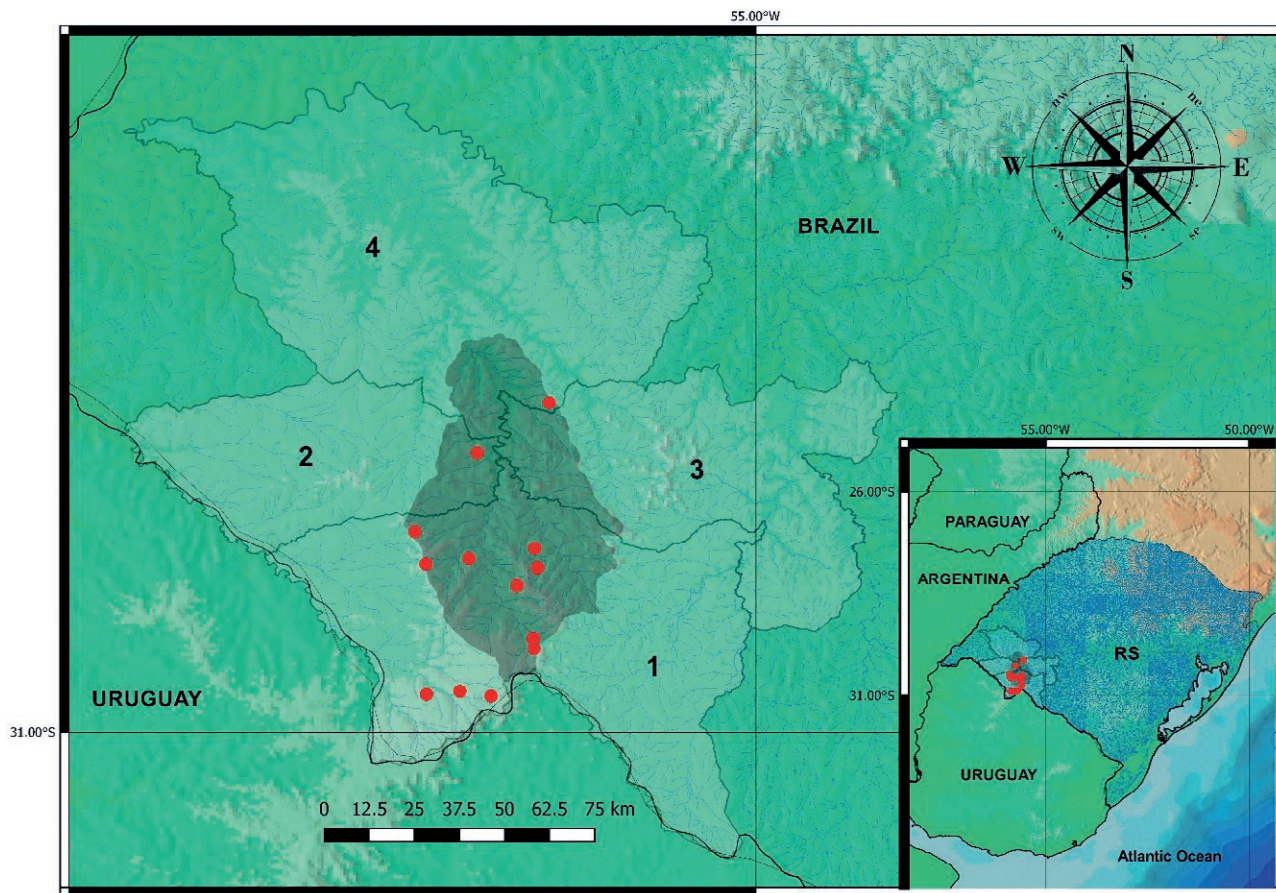 55.00°W
N
nw
ne
W
E
sw
se
S
BRAZIL
4
2
3
1
URUGUAY
31.00°S
0 12.5 25 37.5 50 62.5 75 km
55.00°W 50.00°W
26.00°S
PARAGUAY
ARGENTINA
RS
31.00°S
URUGUAY
Atlantic Ocean